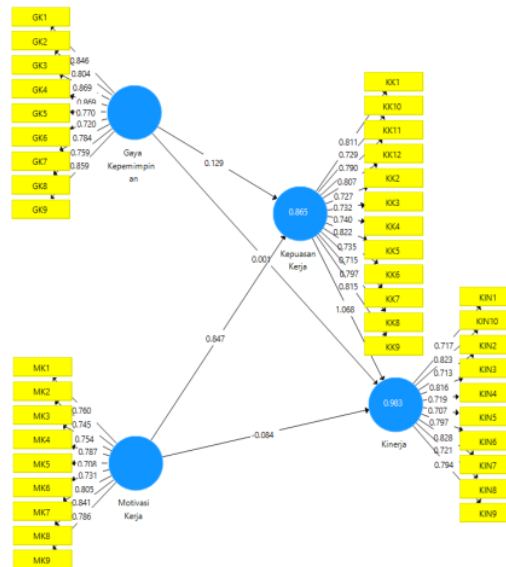 GK1
GK2
GK3
GK4
GK5
GK6
GK7
GK8
GK9
0.846
0.804
0.869
0.869
0.770
0.720
0.784
0.759
0.859
Gaya
Kepemimpin
an
0.129
0.001
KK1
KK10
KK11
KK12
KK2
KK3
KK4
KK5
KK6
KK7
KK8
KK9
0.811
0.729
0.790
0.807
0.727
0.732
0.740
0.822
0.735
0.715
0.797
0.815
1.068
0.865
Kepuasan
Kerja
0.847
KIN1
KIN10
KIN2
KIN3
KIN4
KIN5
KIN6
KIN7
KIN8
KIN9
0.717
0.823
0.713
0.816
0.719
0.707
0.797
0.828
0.721
0.794
0.983
Kinerja
-0.084
MK1
MK2
MK3
MK4
MK5
MK6
MK7
MK8
MK9
0.760
0.745
0.754
0.787
0.708
0.731
0.805
0.841
0.786
Motivasi
Kerja